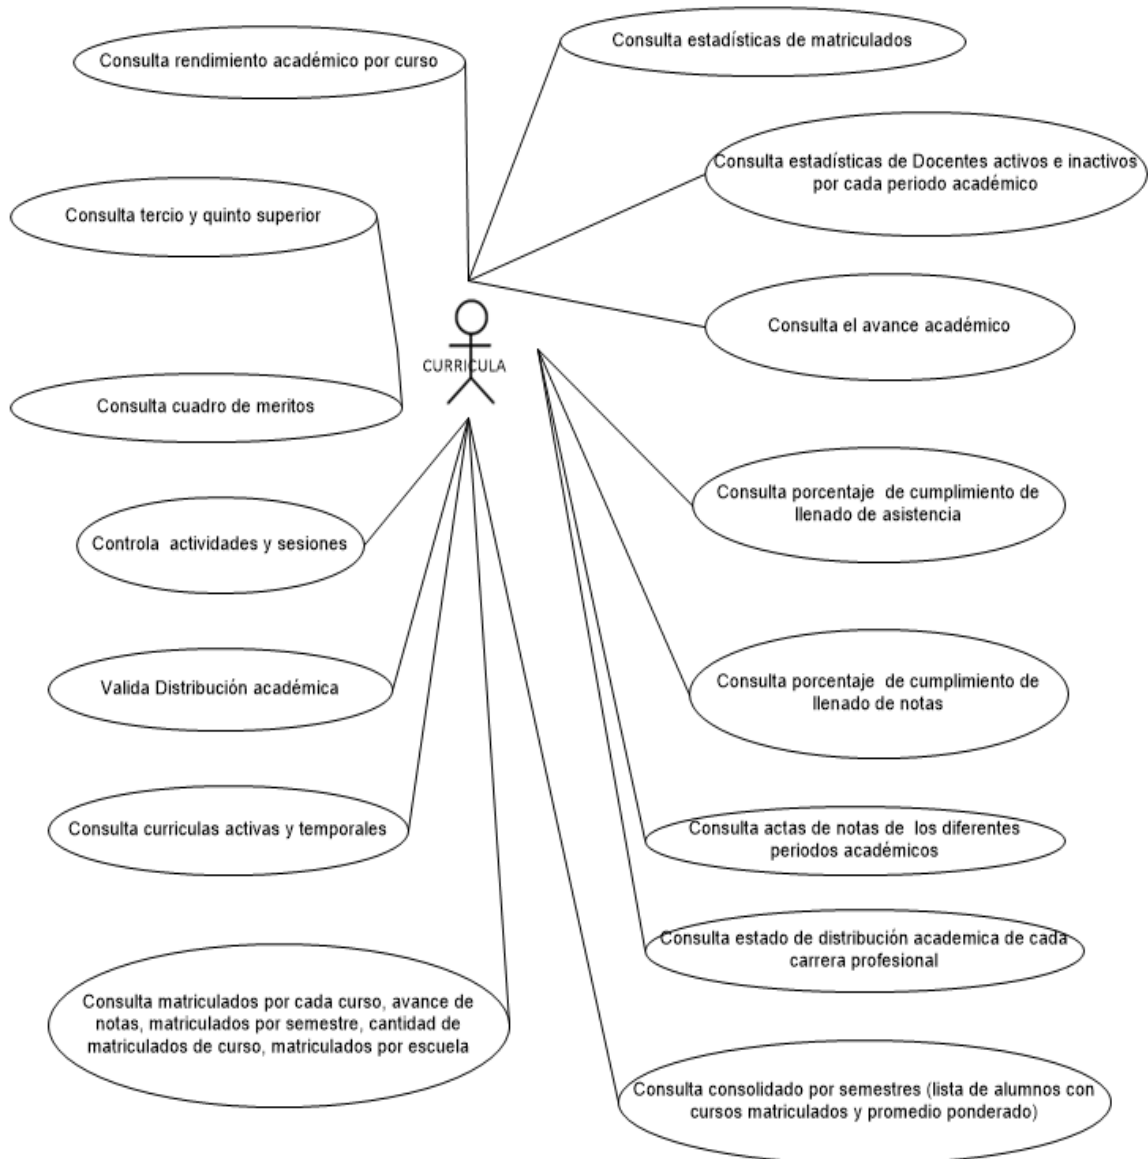 Consulta rendimiento académico por curso
Consulta estadísticas de matriculados
Consulta estadísticas de Docentes activos e inactivos
por cada periodo académico
Consulta tercio y quinto superior
Consulta el avance académico
CURRICULA
Consulta cuadro de meritos
Consulta porcentaje  de cumplimiento de
llenado de asistencia
Controla  actividades y sesiones
Valida Distribución académica
Consulta porcentaje  de cumplimiento de
llenado de notas
Consulta curriculas activas y temporales
Consulta actas de notas de  los diferentes
periodos académicos
Consulta estado de distribución academica de cada
carrera profesional
Consulta matriculados por cada curso, avance de
notas, matriculados por semestre, cantidad de
matriculados de curso, matriculados por escuela
Consulta consolidado por semestres (lista de alumnos con
cursos matriculados y promedio ponderado)